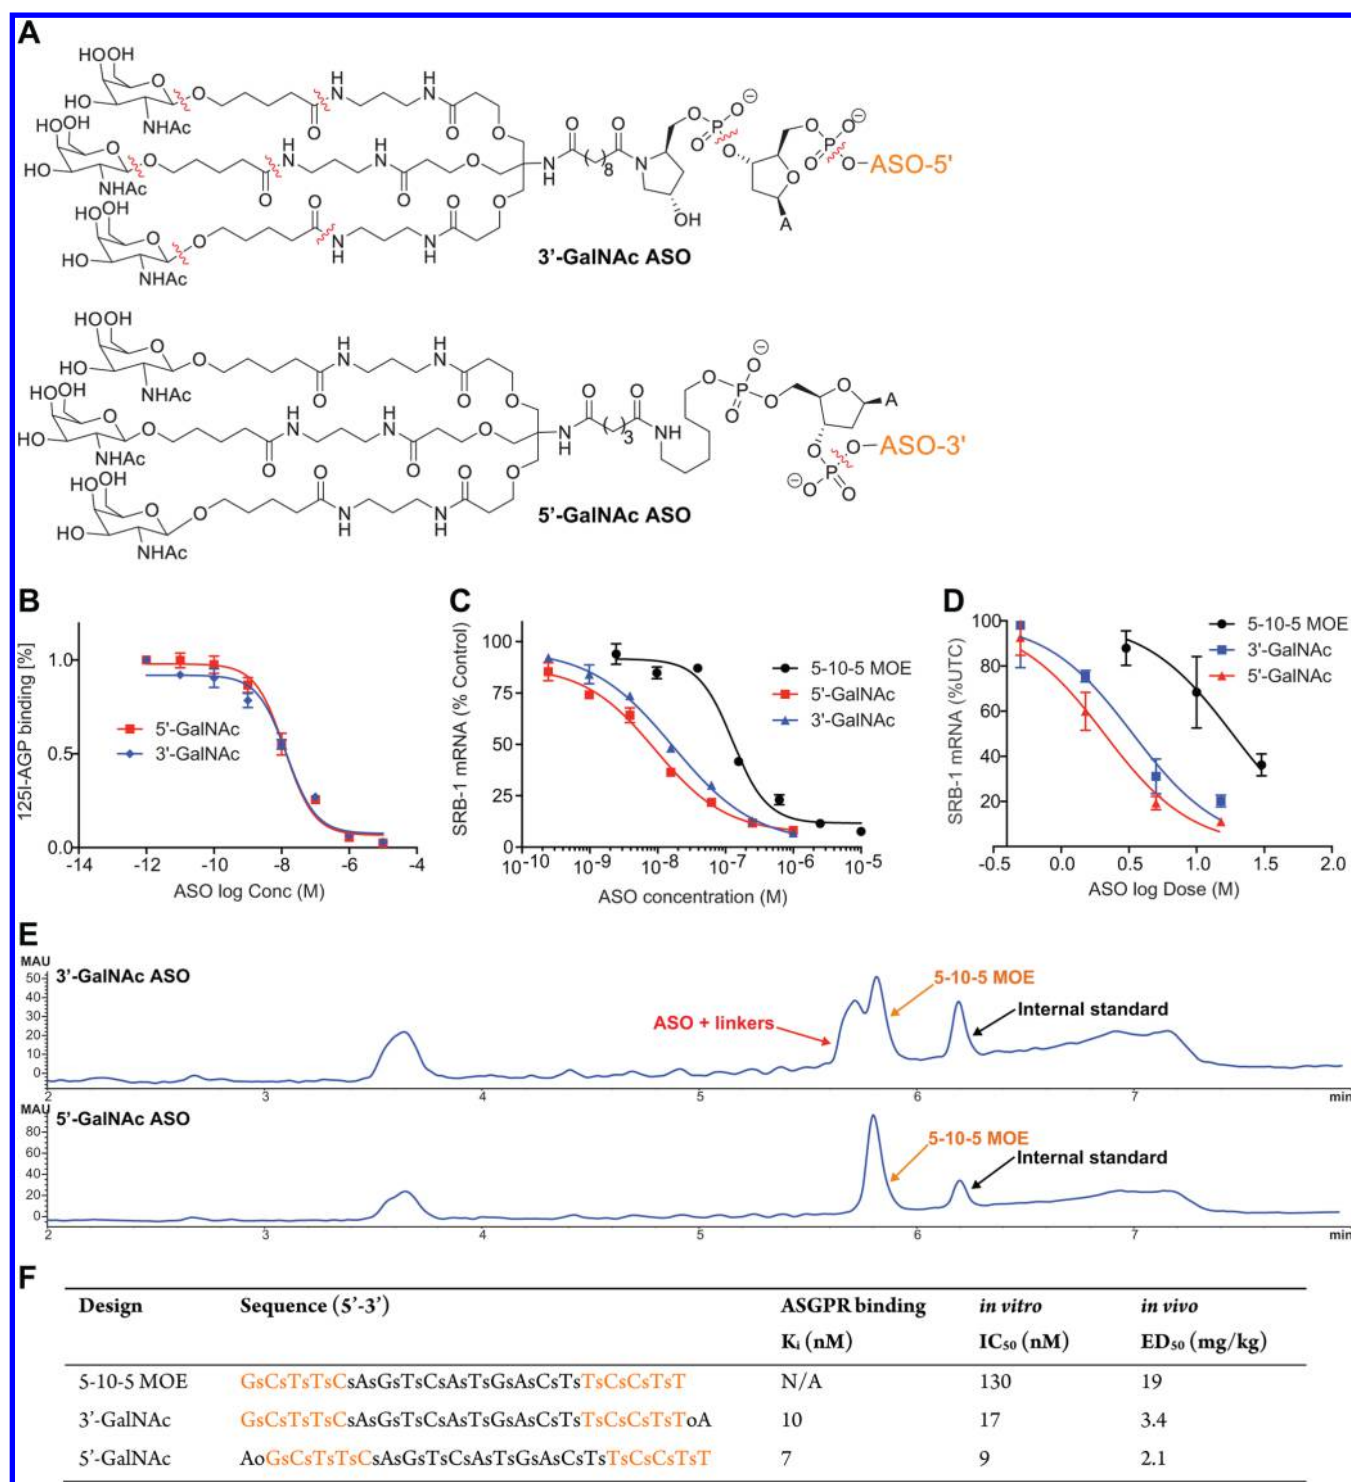 A
HOOH
O
O
HO
NHAc
O
H
N
H
N
O
O
HOOH
O
O
HO
NHAc
O
H
N
H
N
O
O
N
H
O
O
8
N
OH
O
P
O
O
⊖
O
O
A
O
P
O
O
⊖
O
ASO-5'
HOOH
O
O
HO
NHAc
O
N
H
N
H
O
O
3'-GalNAc ASO
HOOH
O
O
HO
NHAc
O
H
N
H
N
O
O
HOOH
O
O
HO
NHAc
O
N
H
N
H
O
O
N
H
O
O
3
NH
O
P
O
O
⊖
O
O
A
O
O
ASO-3'
⊖O
P
O
HOOH
O
O
HO
NHAc
O
N
H
N
H
O
O
5'-GalNAc ASO
B
125I-AGP binding [%]
1.0
0.5
0.0
5'-GalNAc
3'-GalNAc
-14 -12 -10 -8 -6 -4
ASO log Conc (M)
C
SRB-1 mRNA (% Control)
100
75
50
25
0
5-10-5 MOE
5'-GalNAc
3'-GalNAc
10-10 10-9 10-8 10-7 10-6 10-5
ASO concentration (M)
D
SRB-1 mRNA (%UTC)
100
80
60
40
20
5-10-5 MOE
3'-GalNAc
5'-GalNAc
-0.5 0.0 0.5 1.0 1.5 2.0
ASO log Dose (M)
E
MAU
3'-GalNAc ASO
50
40
30
20
10
0
ASO + linkers
5-10-5 MOE
Internal standard
2 3 4 5 6 7 min
MAU
5'-GalNAc ASO
80
60
40
20
0
5-10-5 MOE
Internal standard
2 3 4 5 6 7 min
F
Design Sequence (5'-3') ASGPR binding in vitro in vivo
Ki (nM) IC50 (nM) ED50 (mg/kg)
5-10-5 MOE GsCsTsTsCsAsGsTsCsAsTsGsAsCsTsTsCsCsTsT N/A 130 19
3'-GalNAc GsCsTsTsCsAsGsTsCsAsTsGsAsCsTsTsCsCsTsToA 10 17 3.4
5'-GalNAc AoGsCsTsTsCsAsGsTsCsAsTsGsAsCsTsTsCsCsTsT 7 9 2.1